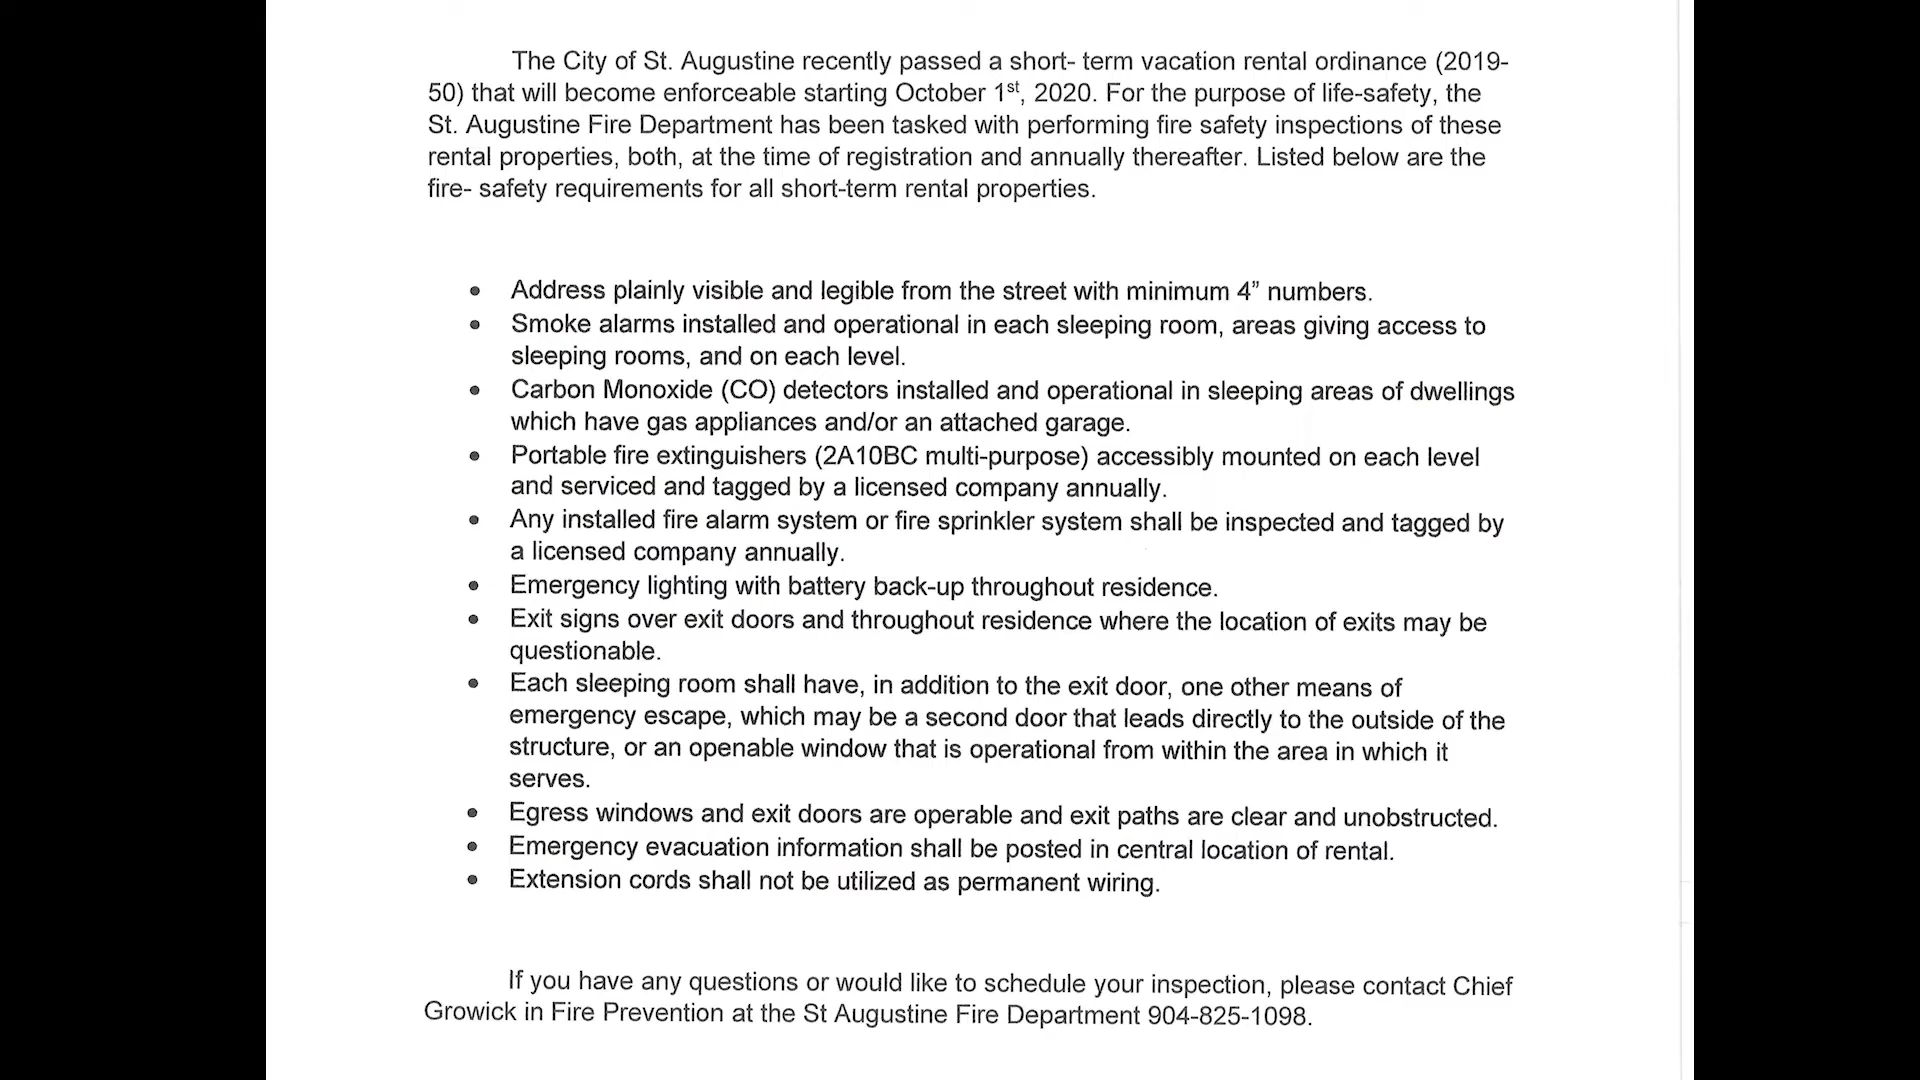 The City of St. Augustine recently passed a short- term vacation rental ordinance (2019-
50) that will become enforceable starting October 1st, 2020. For the purpose of life-safety, the
St. Augustine Fire Department has been tasked with performing fire safety inspections of these
rental properties, both, at the time of registration and annually thereafter. Listed below are the
fire- safety requirements for all short-term rental properties.
• Address plainly visible and legible from the street with minimum 4” numbers.
• Smoke alarms installed and operational in each sleeping room, areas giving access to
sleeping rooms, and on each level.
• Carbon Monoxide (CO) detectors installed and operational in sleeping areas of dwellings
which have gas appliances and/or an attached garage.
• Portable fire extinguishers (2A10BC multi-purpose) accessibly mounted on each level
and serviced and tagged by a licensed company annually.
• Any installed fire alarm system or fire sprinkler system shall be inspected and tagged by
a licensed company annually.
• Emergency lighting with battery back-up throughout residence.
• Exit signs over exit doors and throughout residence where the location of exits may be
questionable.
• Each sleeping room shall have, in addition to the exit door, one other means of
emergency escape, which may be a second door that leads directly to the outside of the
structure, or an openable window that is operational from within the area in which it
serves.
• Egress windows and exit doors are operable and exit paths are clear and unobstructed.
• Emergency evacuation information shall be posted in central location of rental.
• Extension cords shall not be utilized as permanent wiring.
If you have any questions or would like to schedule your inspection, please contact Chief
Growick in Fire Prevention at the St Augustine Fire Department 904-825-1098.